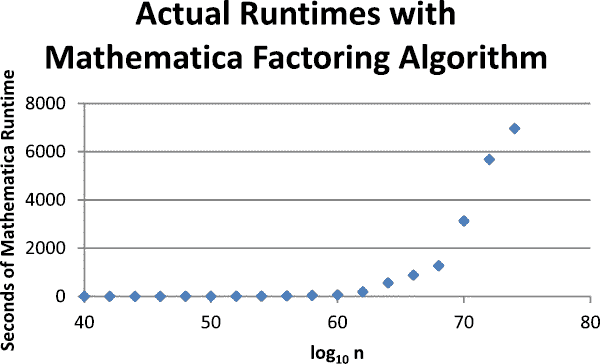 Actual Runtimes with
Mathematica Factoring Algorithm
Seconds of Mathematica Runtime
8000
6000
4000
2000
0
40 50 60 70 80
log₁₀ n